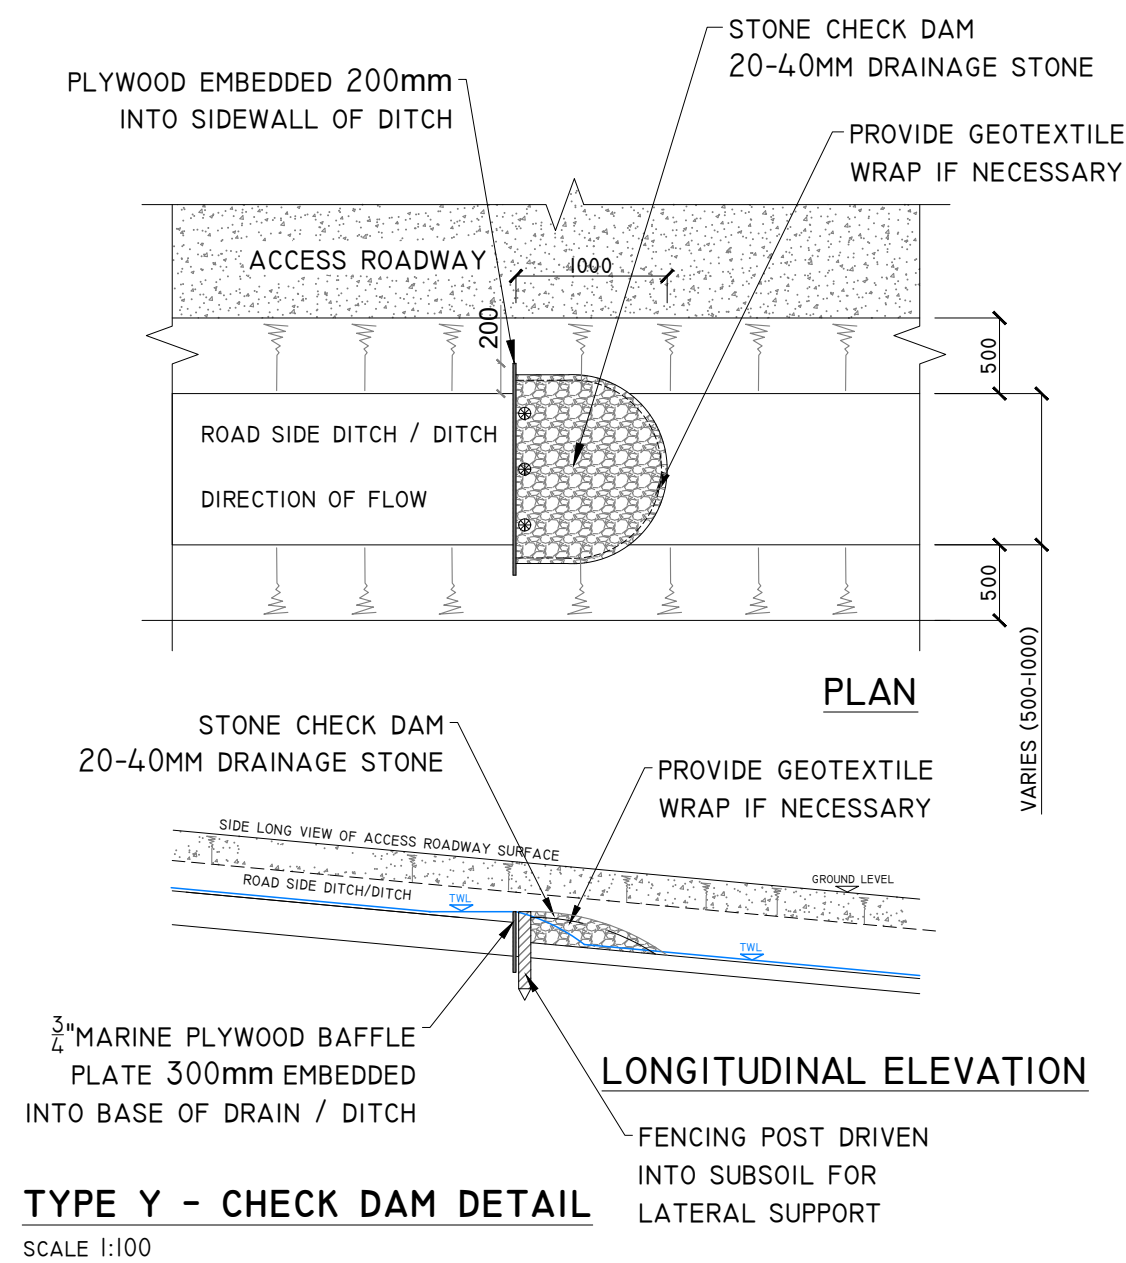 STONE CHECK DAM
20-40MM DRAINAGE STONE
PLYWOOD EMBEDDED 200mm
INTO SIDEWALL OF DITCH
PROVIDE GEOTEXTILE
WRAP IF NECESSARY
ACCESS ROADWAY
1000
200
500
ROAD SIDE DITCH / DITCH
DIRECTION OF FLOW
500
VARIES (500-1000)
PLAN
STONE CHECK DAM
20-40MM DRAINAGE STONE
PROVIDE GEOTEXTILE
WRAP IF NECESSARY
SIDE LONG VIEW OF ACCESS ROADWAY SURFACE
GROUND LEVEL
ROAD SIDE DITCH/DITCH
TWL
TWL
3/4"MARINE PLYWOOD BAFFLE
PLATE 300mm EMBEDDED
INTO BASE OF DRAIN / DITCH
LONGITUDINAL ELEVATION
FENCING POST DRIVEN
INTO SUBSOIL FOR
LATERAL SUPPORT
TYPE Y - CHECK DAM DETAIL
SCALE 1:100